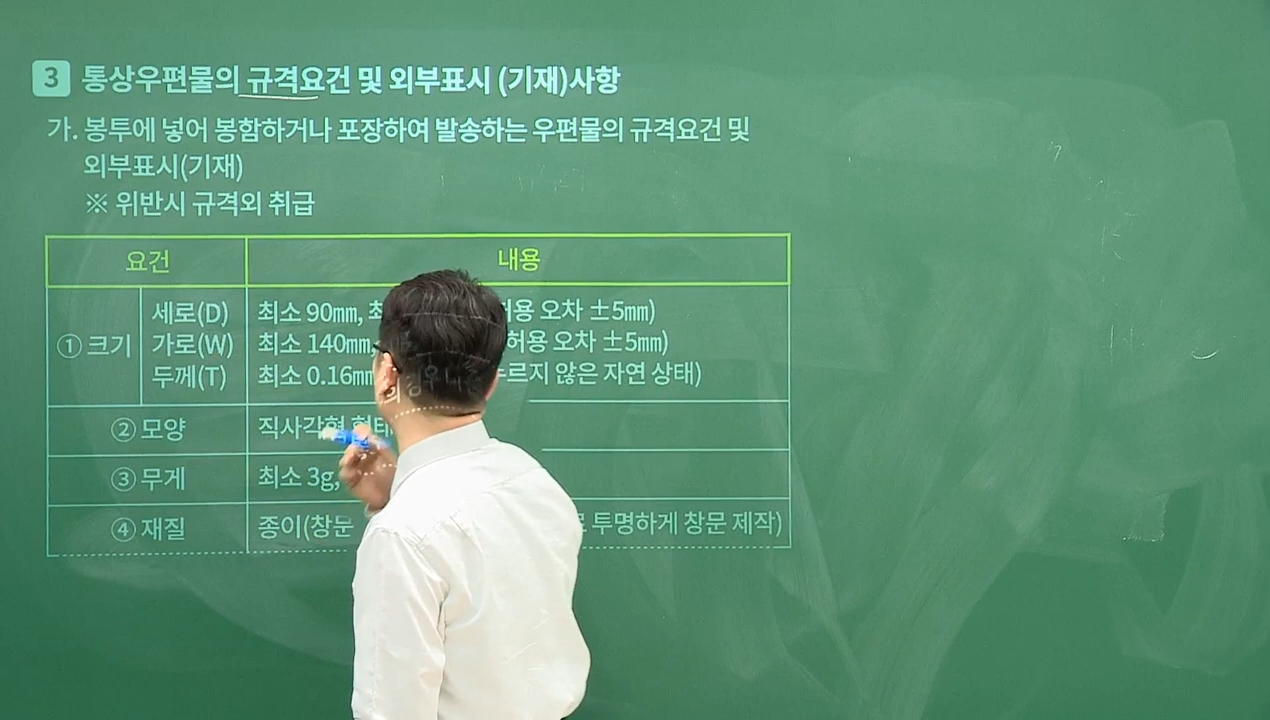 3 통상우편물의 규격요건 및 외부표시 (기재)사항
가. 봉투에 넣어 봉함하거나 포장하여 발송하는 우편물의 규격요건 및
외부표시(기재)
※ 위반시 규격외 취급
요건 내용
① 크기
세로(D) 최소 90㎜, 오차 ±5㎜)
가로(W) 최소 140㎜, 허용 오차 ±5㎜)
두께(T) 최소 0.16㎜ 않은 자연 상태)
② 모양 직사각형
③ 무게 최소 3g,
④ 재질 종이(창문 투명하게 창문 제작)